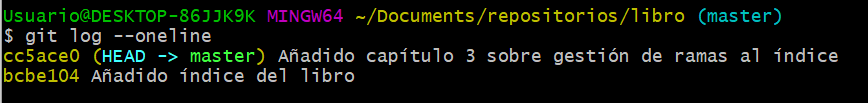 Usuario@DESKTOP-86JJK9K MINGW64 ~/Documents/repositorios/libro (master)
$ git log --oneline
cc5ace0 (HEAD -> master) Añadido capítulo 3 sobre gestión de ramas al índice
bcbe104 Añadido índice del libro